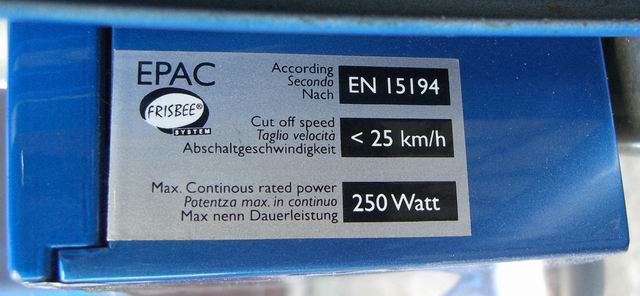 EPAC
FRISBEE®
SYSTEM
According
Secondo
Nach
EN 15194
Cut off speed
Taglio velocità
Abschaltgeschwindigkeit
< 25 km/h
Max. Continous rated power
Potentza max. in continuo
Max nenn Dauerleistung
250 Watt